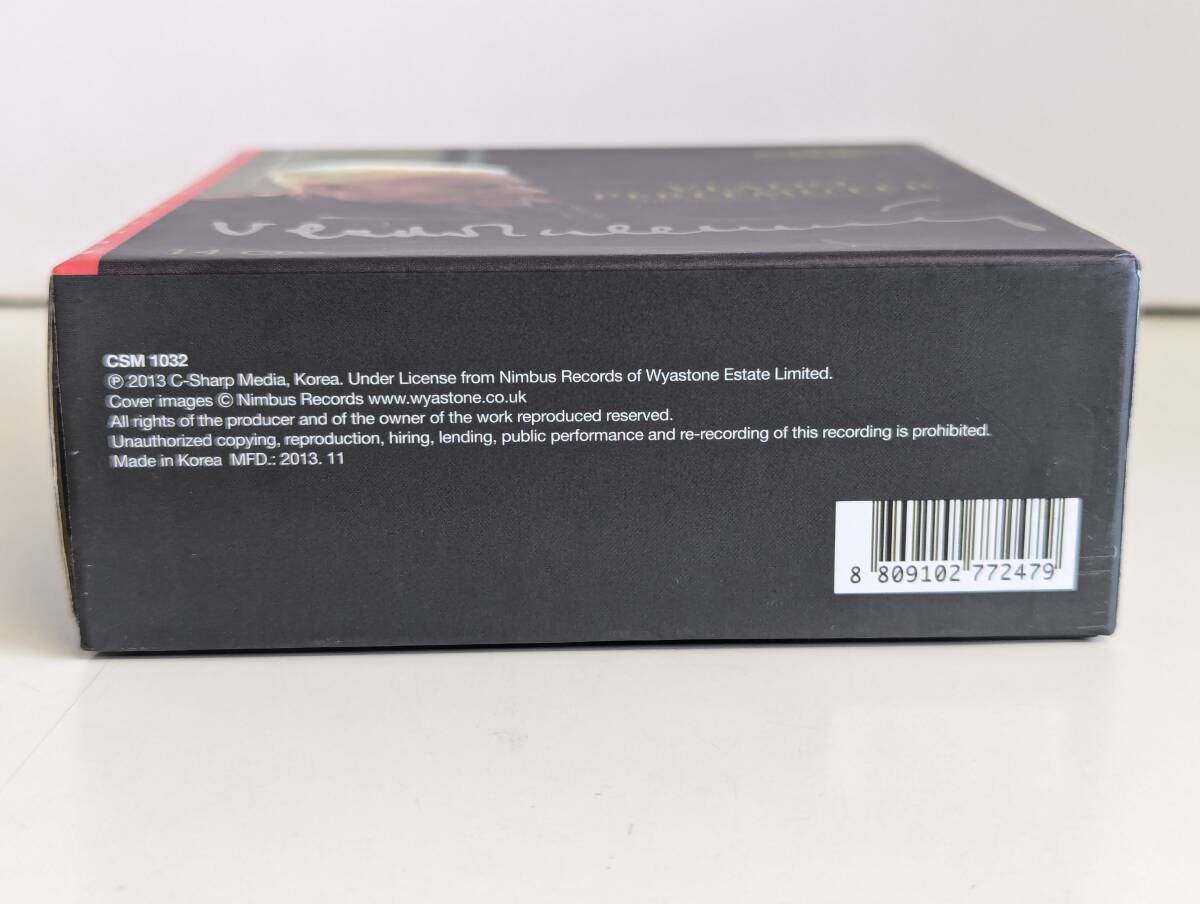 PERLEMUTER
14 CD
CSM 1032
℗ 2013 C-Sharp Media, Korea. Under License from Nimbus Records of Wyastone Estate Limited.
Cover images © Nimbus Records www.wyastone.co.uk
All rights of the producer and of the owner of the work reproduced reserved.
Unauthorized copying, reproduction, hiring, lending, public performance and re-recording of this recording is prohibited.
Made in Korea MFD.: 2013. 11
8 809102 772479